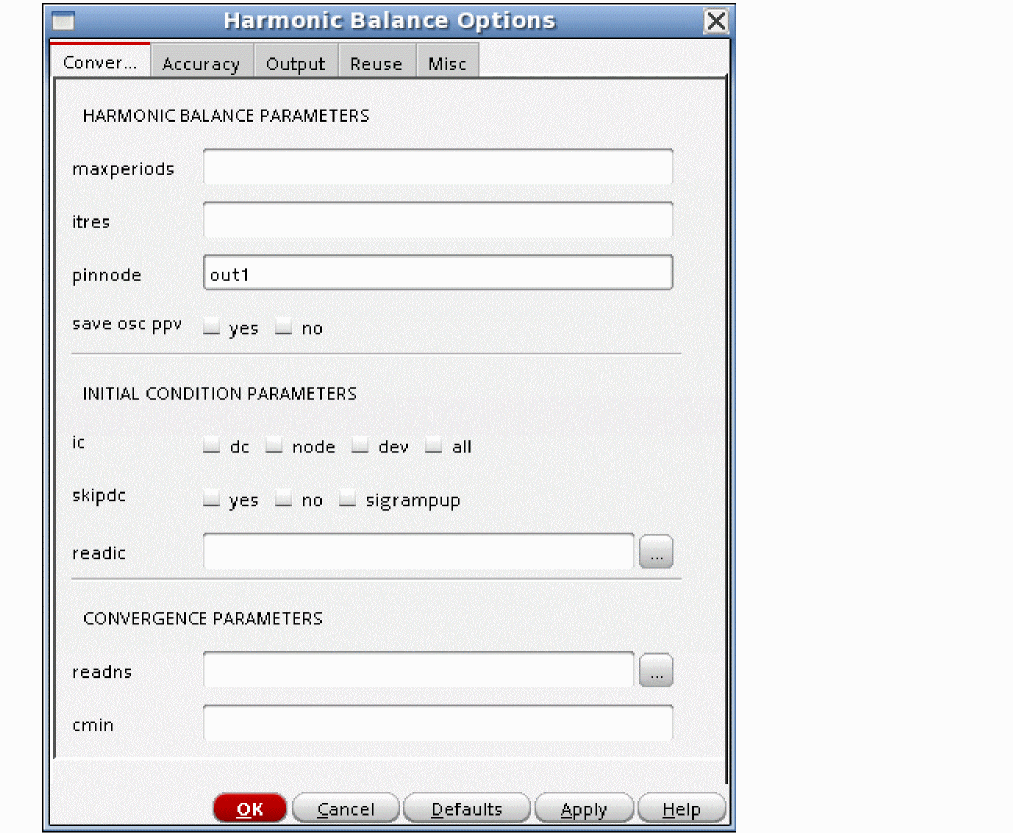 Harmonic Balance Options
Conver... Accuracy Output Reuse Misc
HARMONIC BALANCE PARAMETERS
maxperiods
itres
pinnode out1
save osc ppv yes no
INITIAL CONDITION PARAMETERS
ic dc node dev all
skipdc yes no sigrampup
readic ...
CONVERGENCE PARAMETERS
readns ...
cmin
OK Cancel Defaults Apply Help